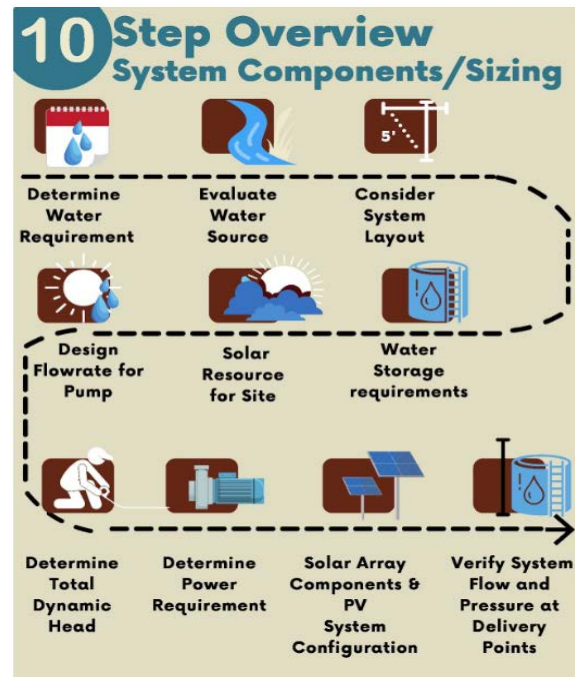 10
Step Overview
System Components/Sizing
5'
Determine
Water
Requirement
Evaluate
Water
Source
Consider
System
Layout
Design
Flowrate for
Pump
Solar
Resource
for Site
Water
Storage
requirements
Determine
Total
Dynamic
Head
Determine
Power
Requirement
Solar Array
Components &
PV
System
Configuration
Verify System
Flow and
Pressure at
Delivery
Points